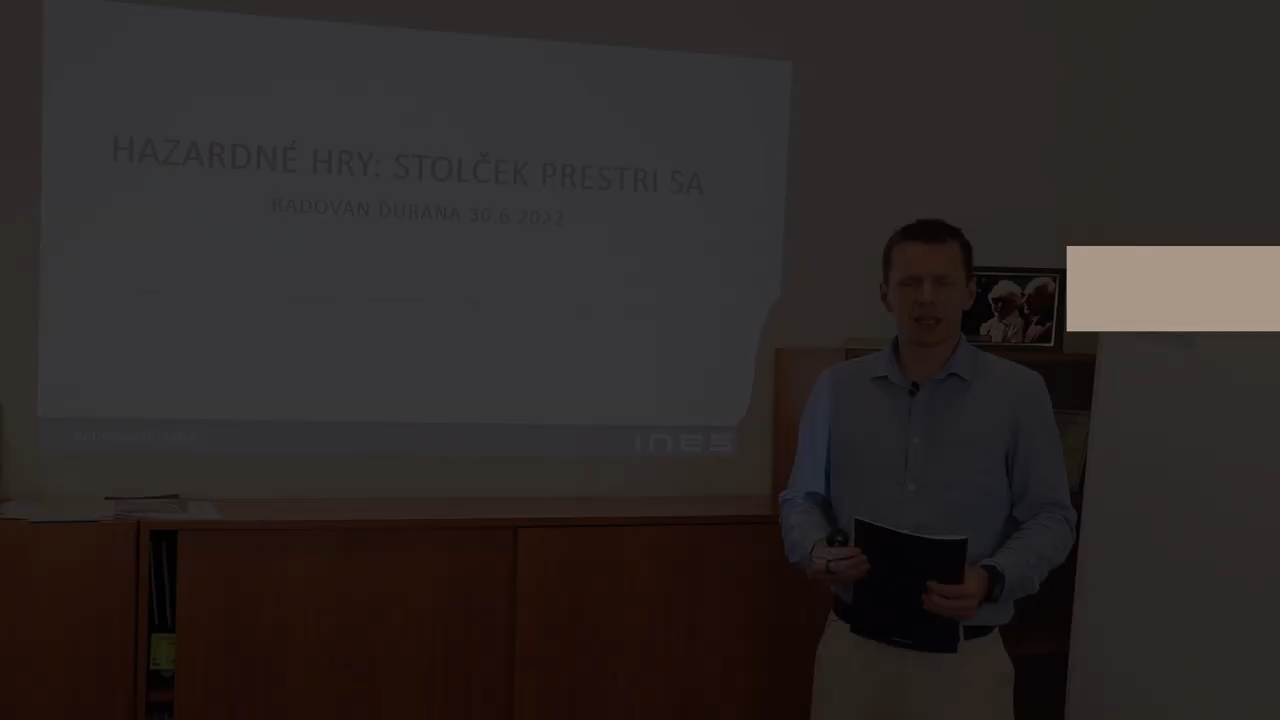 HAZARDNÉ HRY: STOLČEK PRESTRI SA
RADOVAN ĎURANA 30.6.2022
INES